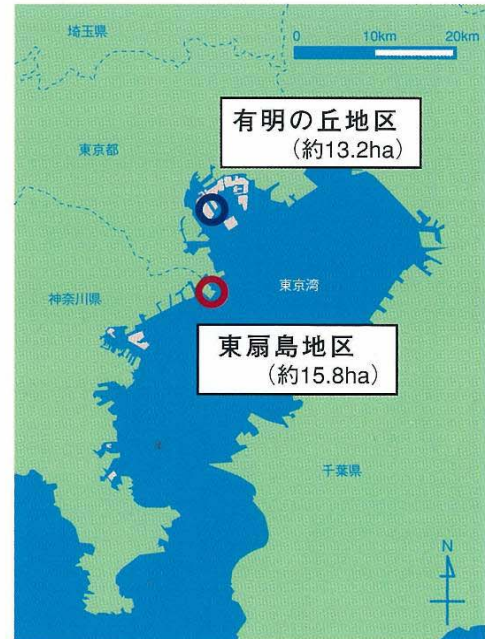 埼玉県
0 10km 20km
有明の丘地区
(約13.2ha)
東京都
神奈川県
東京湾
東扇島地区
(約15.8ha)
千葉県
N